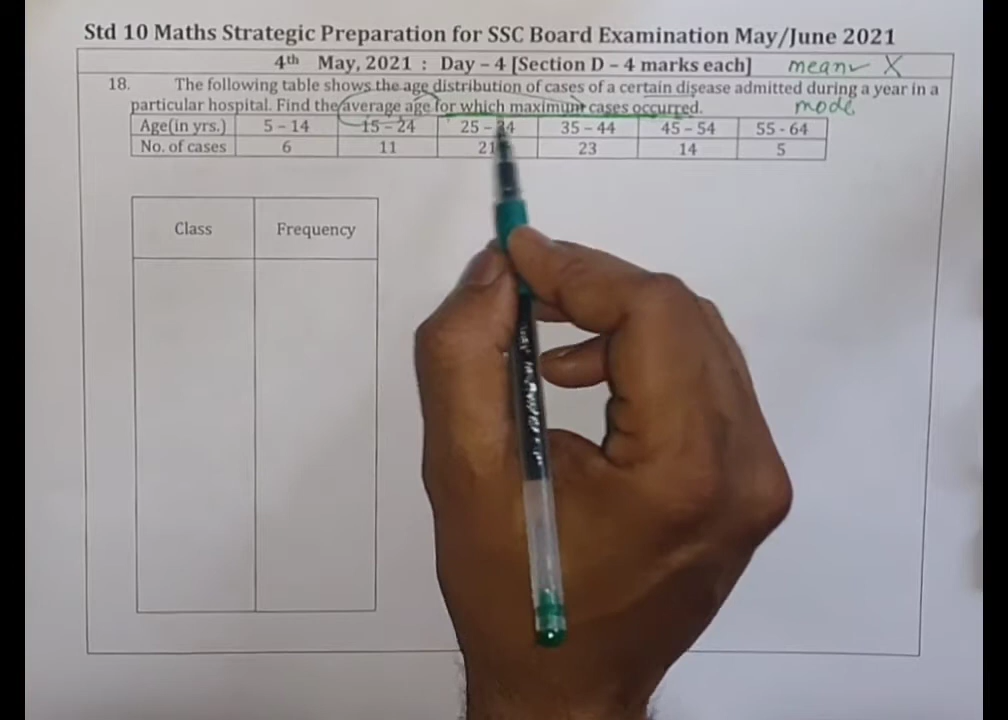 Std 10 Maths Strategic Preparation for SSC Board Examination May/June 2021
4th May, 2021 : Day – 4 [Section D – 4 marks each] mean X
18. The following table shows the age distribution of cases of a certain disease admitted during a year in a
particular hospital. Find the average age for which maximum cases occurred. mode
Age(in yrs.) 5 – 14 15 – 24 25 – 34 35 – 44 45 – 54 55 - 64
No. of cases 6 11 21 23 14 5
Class Frequency